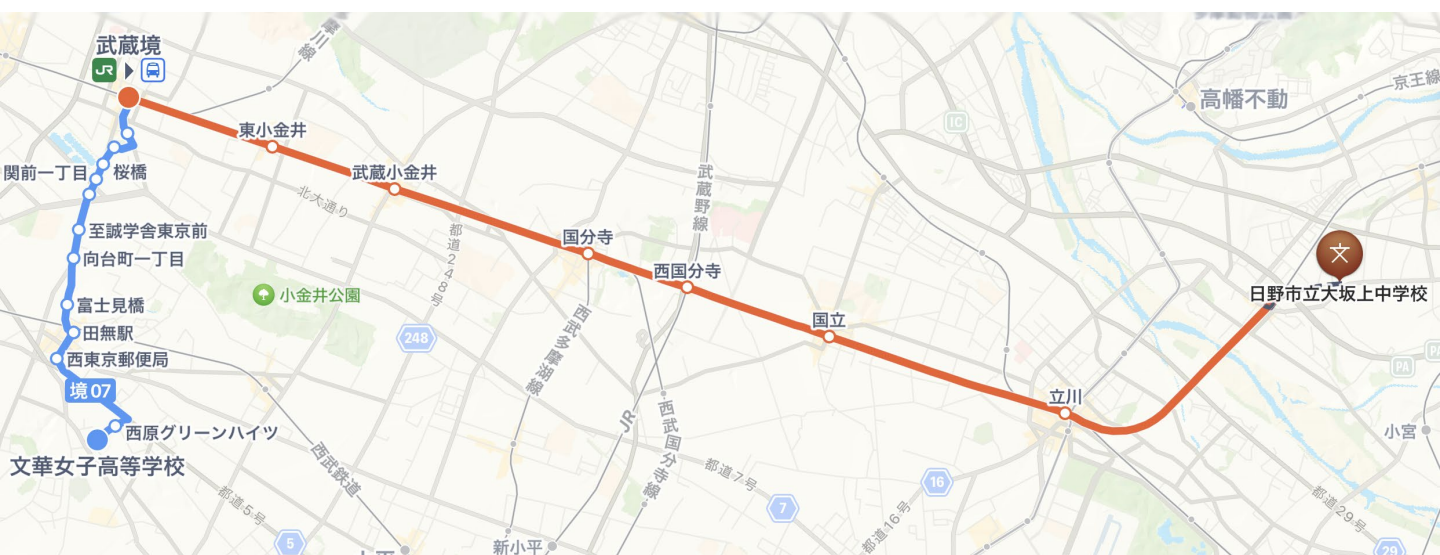 武蔵境
JR
摩川線
高幡不動
京王線
IC
東小金井
関前一丁目
桜橋
武蔵小金井
武蔵野線
北大通り
至誠学舎東京前
都道248号
国分寺
向台町一丁目
西国分寺
小金井公園
日野市立大坂上中学校
富士見橋
国立
田無駅
248
西武多摩湖線
西東京郵便局
PA
境 07
立川
西原グリーンハイツ
JR
西武国分寺線
小宮
文華女子高等学校
西武鉄道
都道7号
16
都道5号
7
都道16号
都道29号
5
新小平
29